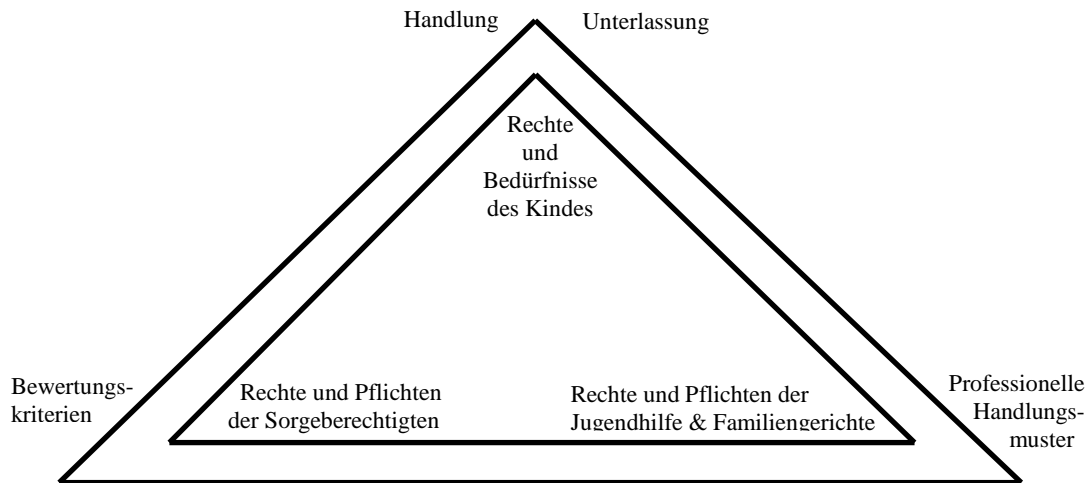 Handlung
Unterlassung
Rechte
und
Bedürfnisse
des Kindes
Bewertungs-
kriterien
Rechte und Pflichten
der Sorgeberechtigten
Rechte und Pflichten der
Jugendhilfe & Familiengerichte
Professionelle
Handlungs-
muster